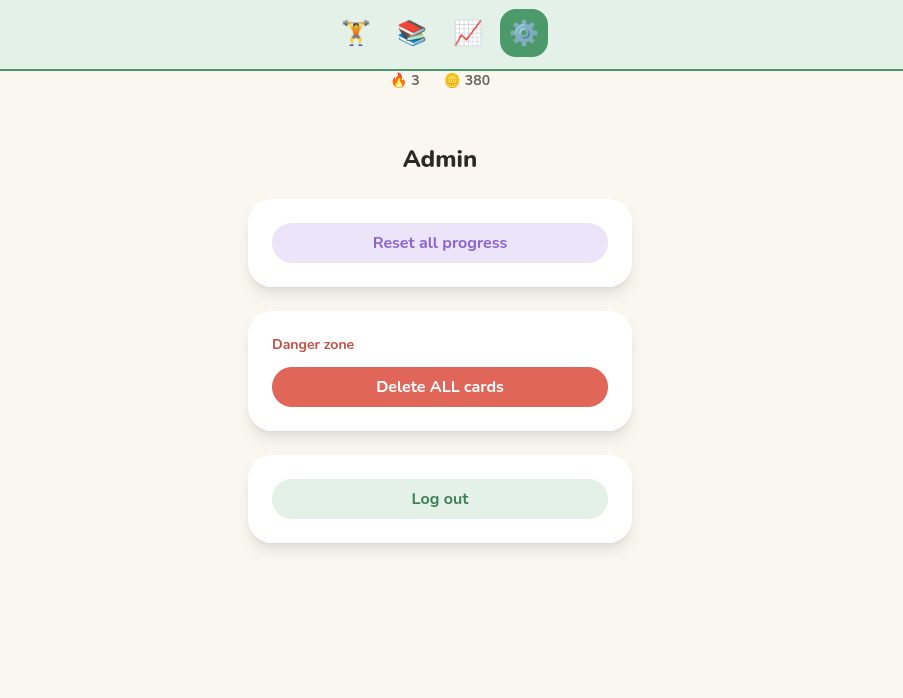 🔥 3 🪙 380
Admin
Reset all progress
Danger zone
Delete ALL cards
Log out